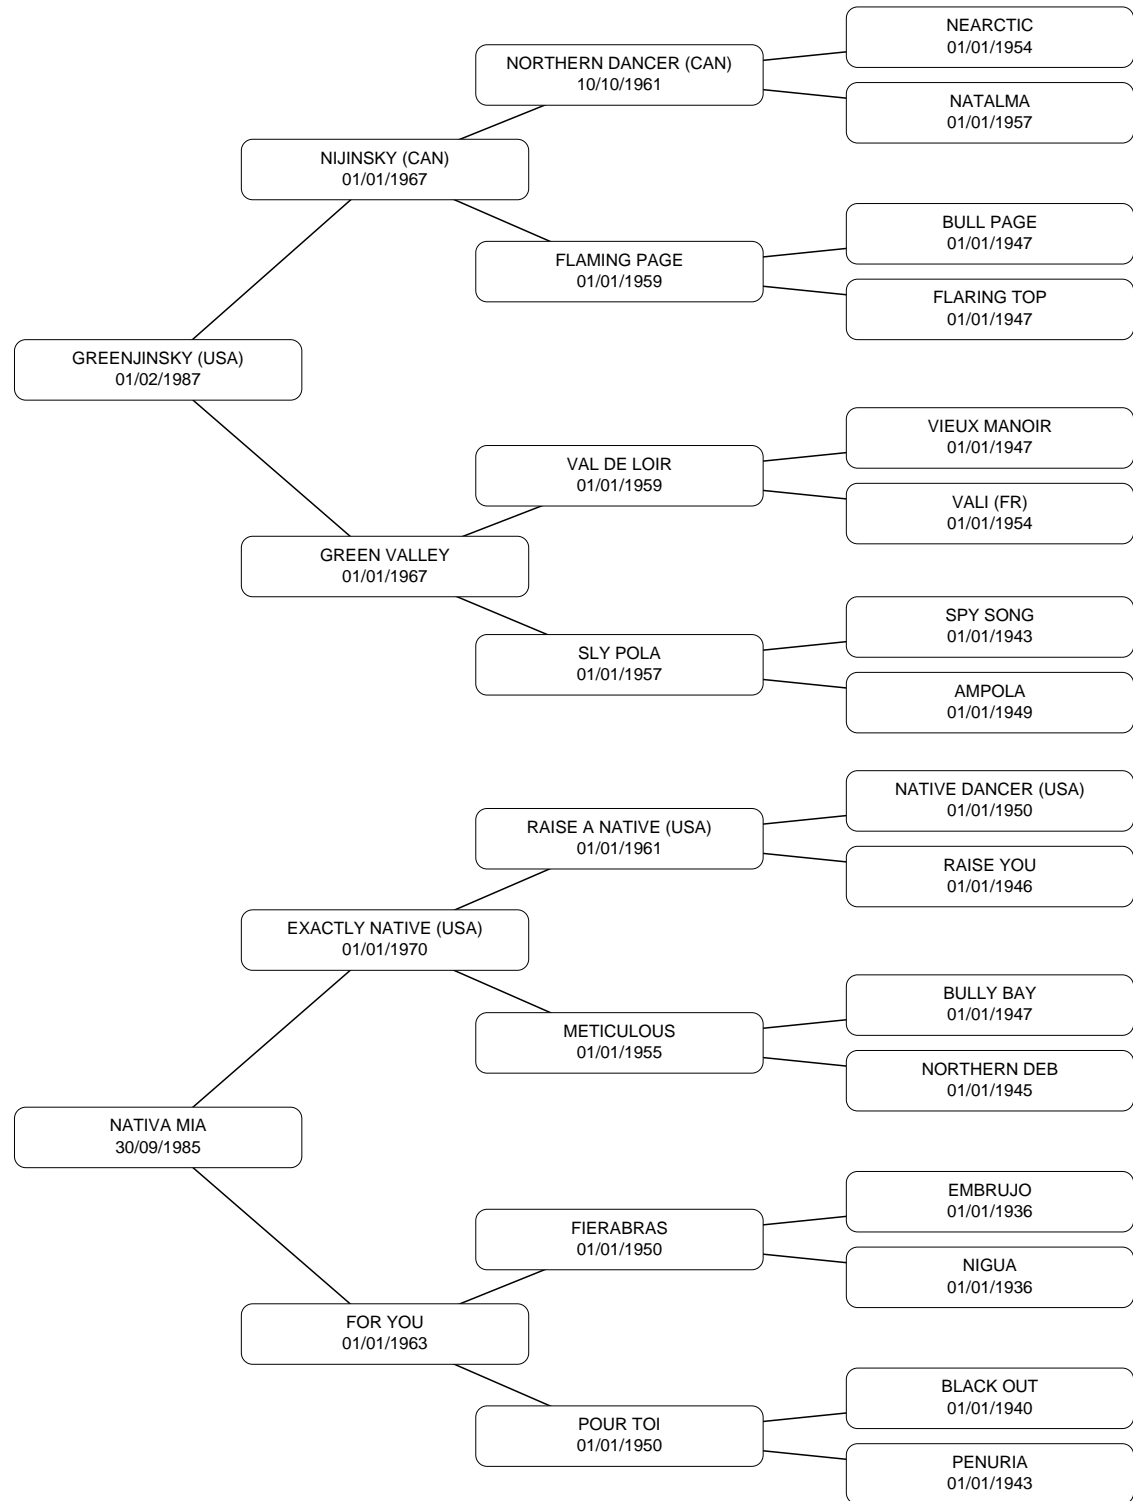 NEARCTIC
01/01/1954
NORTHERN DANCER (CAN)
10/10/1961
NATALMA
01/01/1957
NIJINSKY (CAN)
01/01/1967
BULL PAGE
01/01/1947
FLAMING PAGE
01/01/1959
FLARING TOP
01/01/1947
GREENJINSKY (USA)
01/02/1987
VIEUX MANOIR
01/01/1947
VAL DE LOIR
01/01/1959
VALI (FR)
01/01/1954
GREEN VALLEY
01/01/1967
SPY SONG
01/01/1943
SLY POLA
01/01/1957
AMPOLA
01/01/1949
NATIVE DANCER (USA)
01/01/1950
RAISE A NATIVE (USA)
01/01/1961
RAISE YOU
01/01/1946
EXACTLY NATIVE (USA)
01/01/1970
BULLY BAY
01/01/1947
METICULOUS
01/01/1955
NORTHERN DEB
01/01/1945
NATIVA MIA
30/09/1985
EMBRUJO
01/01/1936
FIERABRAS
01/01/1950
NIGUA
01/01/1936
FOR YOU
01/01/1963
BLACK OUT
01/01/1940
POUR TOI
01/01/1950
PENURIA
01/01/1943